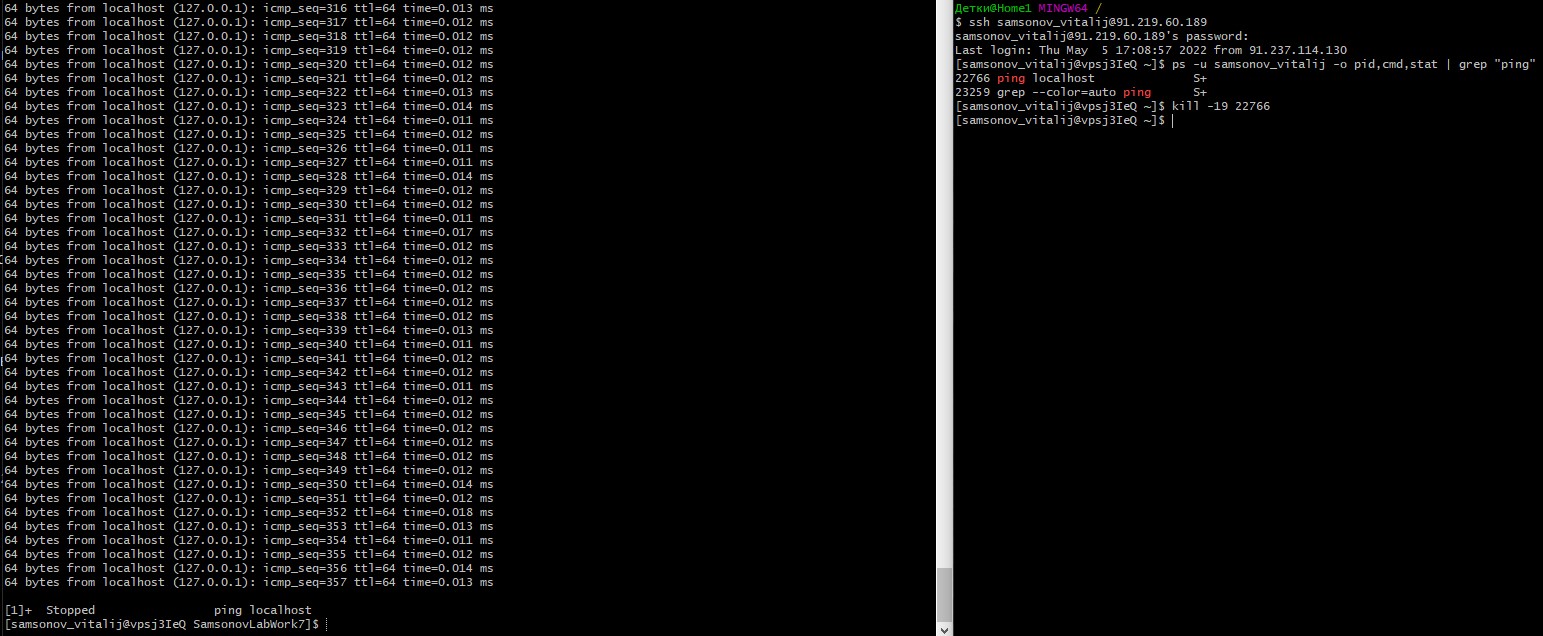 64 bytes from localhost (127.0.0.1): icmp_seq=316 ttl=64 time=0.013 ms
64 bytes from localhost (127.0.0.1): icmp_seq=317 ttl=64 time=0.012 ms
64 bytes from localhost (127.0.0.1): icmp_seq=318 ttl=64 time=0.012 ms
64 bytes from localhost (127.0.0.1): icmp_seq=319 ttl=64 time=0.012 ms
64 bytes from localhost (127.0.0.1): icmp_seq=320 ttl=64 time=0.012 ms
64 bytes from localhost (127.0.0.1): icmp_seq=321 ttl=64 time=0.012 ms
64 bytes from localhost (127.0.0.1): icmp_seq=322 ttl=64 time=0.013 ms
64 bytes from localhost (127.0.0.1): icmp_seq=323 ttl=64 time=0.014 ms
64 bytes from localhost (127.0.0.1): icmp_seq=324 ttl=64 time=0.011 ms
64 bytes from localhost (127.0.0.1): icmp_seq=325 ttl=64 time=0.012 ms
64 bytes from localhost (127.0.0.1): icmp_seq=326 ttl=64 time=0.011 ms
64 bytes from localhost (127.0.0.1): icmp_seq=327 ttl=64 time=0.011 ms
64 bytes from localhost (127.0.0.1): icmp_seq=328 ttl=64 time=0.014 ms
64 bytes from localhost (127.0.0.1): icmp_seq=329 ttl=64 time=0.012 ms
64 bytes from localhost (127.0.0.1): icmp_seq=330 ttl=64 time=0.012 ms
64 bytes from localhost (127.0.0.1): icmp_seq=331 ttl=64 time=0.011 ms
64 bytes from localhost (127.0.0.1): icmp_seq=332 ttl=64 time=0.017 ms
64 bytes from localhost (127.0.0.1): icmp_seq=333 ttl=64 time=0.012 ms
64 bytes from localhost (127.0.0.1): icmp_seq=334 ttl=64 time=0.012 ms
64 bytes from localhost (127.0.0.1): icmp_seq=335 ttl=64 time=0.012 ms
64 bytes from localhost (127.0.0.1): icmp_seq=336 ttl=64 time=0.012 ms
64 bytes from localhost (127.0.0.1): icmp_seq=337 ttl=64 time=0.012 ms
64 bytes from localhost (127.0.0.1): icmp_seq=338 ttl=64 time=0.012 ms
64 bytes from localhost (127.0.0.1): icmp_seq=339 ttl=64 time=0.013 ms
64 bytes from localhost (127.0.0.1): icmp_seq=340 ttl=64 time=0.011 ms
64 bytes from localhost (127.0.0.1): icmp_seq=341 ttl=64 time=0.012 ms
64 bytes from localhost (127.0.0.1): icmp_seq=342 ttl=64 time=0.012 ms
64 bytes from localhost (127.0.0.1): icmp_seq=343 ttl=64 time=0.011 ms
64 bytes from localhost (127.0.0.1): icmp_seq=344 ttl=64 time=0.012 ms
64 bytes from localhost (127.0.0.1): icmp_seq=345 ttl=64 time=0.012 ms
64 bytes from localhost (127.0.0.1): icmp_seq=346 ttl=64 time=0.012 ms
64 bytes from localhost (127.0.0.1): icmp_seq=347 ttl=64 time=0.012 ms
64 bytes from localhost (127.0.0.1): icmp_seq=348 ttl=64 time=0.012 ms
64 bytes from localhost (127.0.0.1): icmp_seq=349 ttl=64 time=0.012 ms
64 bytes from localhost (127.0.0.1): icmp_seq=350 ttl=64 time=0.014 ms
64 bytes from localhost (127.0.0.1): icmp_seq=351 ttl=64 time=0.012 ms
64 bytes from localhost (127.0.0.1): icmp_seq=352 ttl=64 time=0.018 ms
64 bytes from localhost (127.0.0.1): icmp_seq=353 ttl=64 time=0.013 ms
64 bytes from localhost (127.0.0.1): icmp_seq=354 ttl=64 time=0.011 ms
64 bytes from localhost (127.0.0.1): icmp_seq=355 ttl=64 time=0.012 ms
64 bytes from localhost (127.0.0.1): icmp_seq=356 ttl=64 time=0.014 ms
64 bytes from localhost (127.0.0.1): icmp_seq=357 ttl=64 time=0.013 ms
[1]+  Stopped                 ping localhost
[samsonov_vitalij@vpsj3IeQ SamsonovLabWork7]$
Детки@Home1 MINGW64 /
$ ssh samsonov_vitalij@91.219.60.189
samsonov_vitalij@91.219.60.189's password:
Last login: Thu May  5 17:08:57 2022 from 91.237.114.130
[samsonov_vitalij@vpsj3IeQ ~]$ ps -u samsonov_vitalij -o pid,cmd,stat | grep "ping"
22766 ping localhost              S+
23259 grep --color=auto ping      S+
[samsonov_vitalij@vpsj3IeQ ~]$ kill -19 22766
[samsonov_vitalij@vpsj3IeQ ~]$